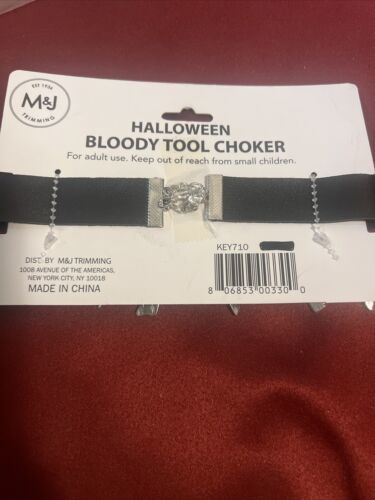 EST 1936
M&J
TRIMMING
HALLOWEEN
BLOODY TOOL CHOKER
For adult use. Keep out of reach from small children.
KEY710
DIST. BY M&J TRIMMING
1008 AVENUE OF THE AMERICAS,
NEW YORK CITY, NY 10018
MADE IN CHINA
8 06853 00330 0